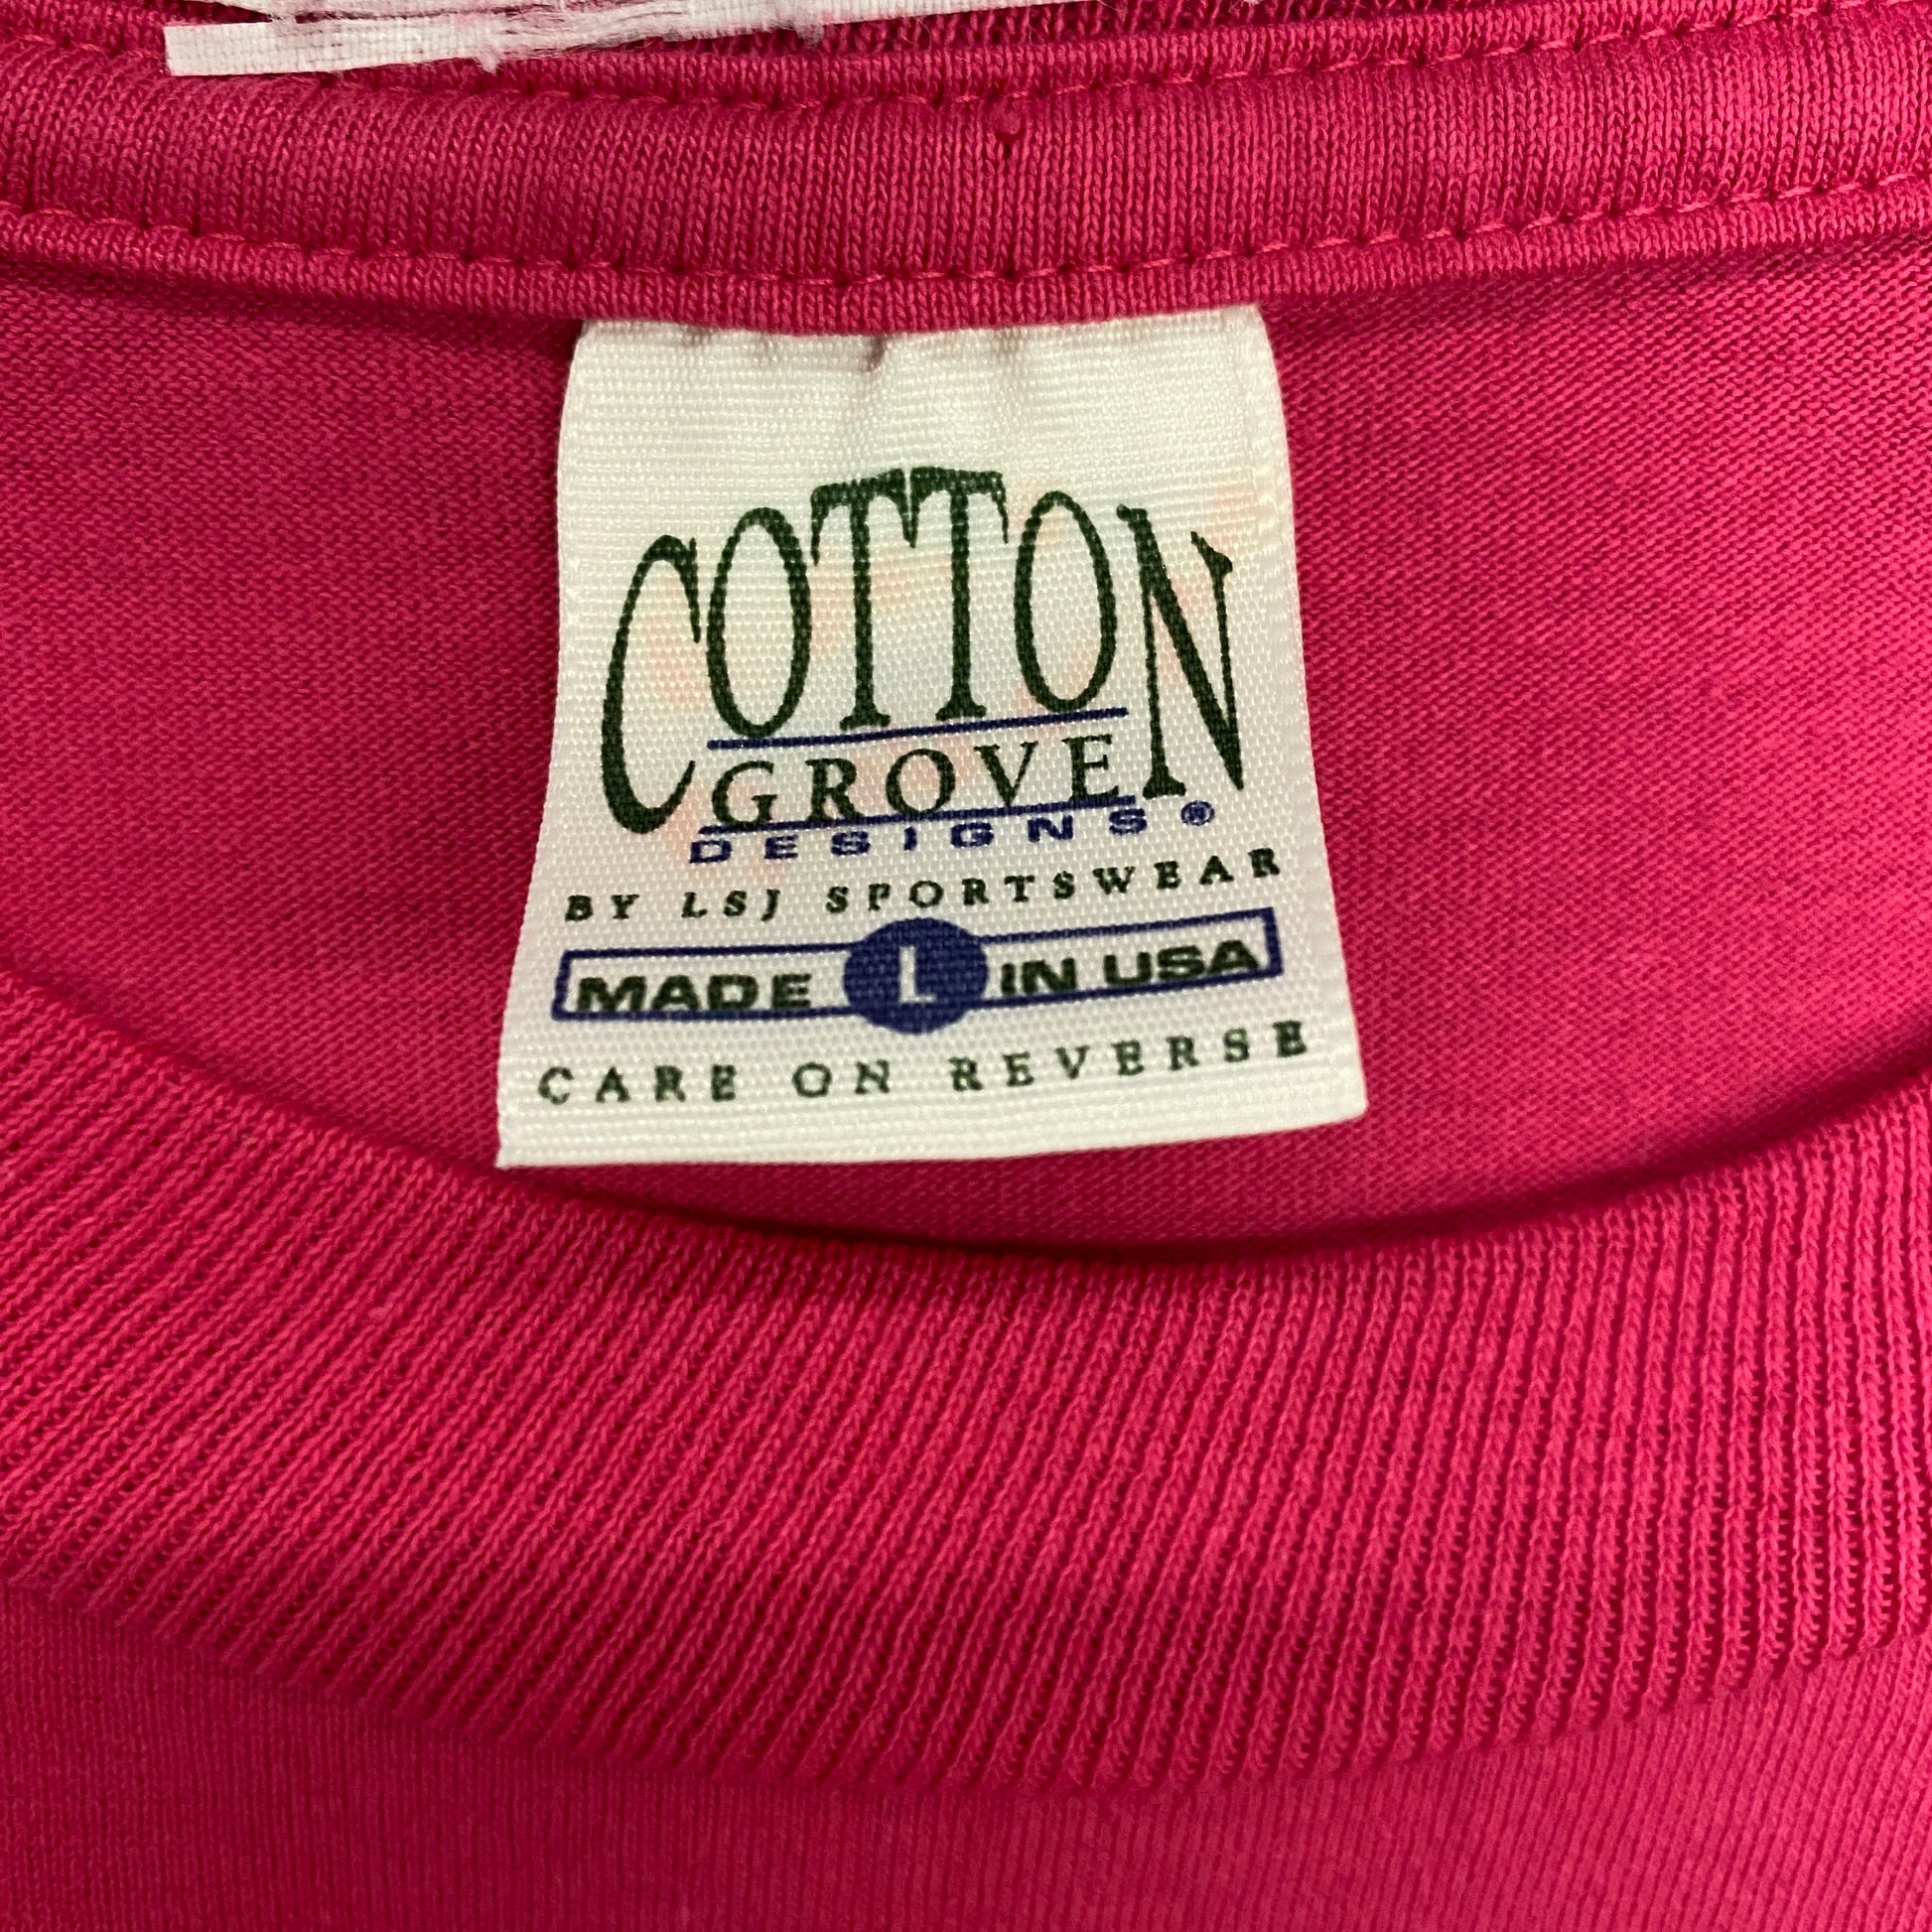 COTTON
GROVE
DESIGNS®
BY LSJ SPORTSWEAR
MADE L IN USA
CARE ON REVERSE